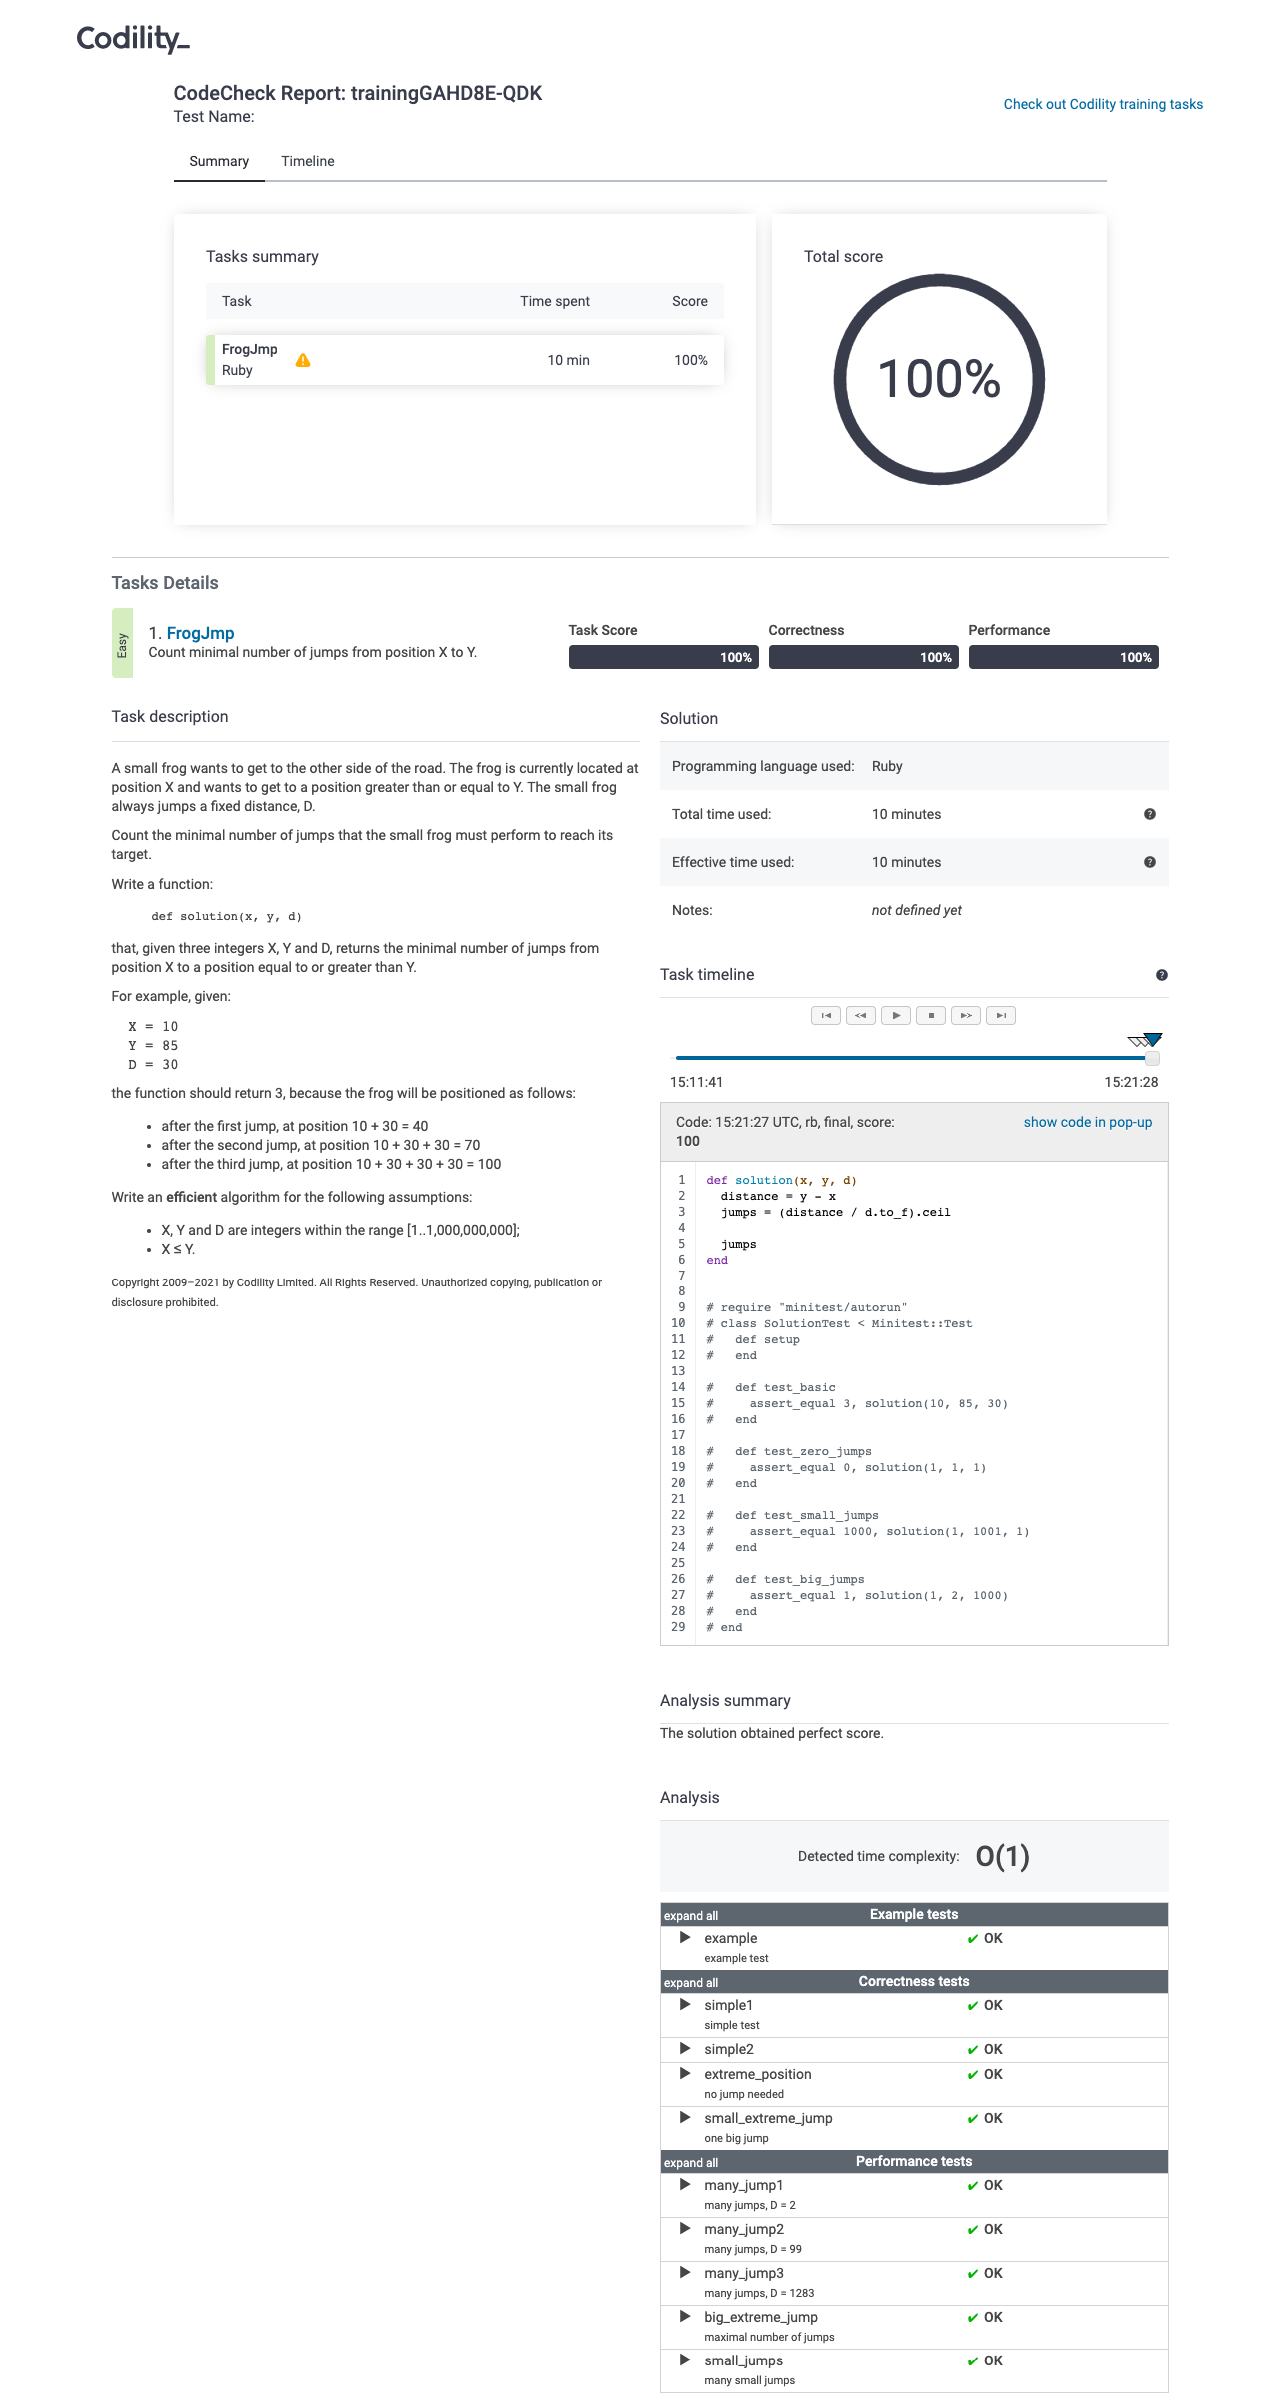 Codility_
CodeCheck Report: trainingGAHD8E-QDK
Test Name:
Check out Codility training tasks
Summary Timeline
Tasks summary
Task Time spent Score
FrogJmp
Ruby
10 min 100%
Total score
100%
Tasks Details
Easy
1. FrogJmp
Count minimal number of jumps from position X to Y.
Task Score Correctness Performance
100% 100% 100%
Task description
A small frog wants to get to the other side of the road. The frog is currently located at
position X and wants to get to a position greater than or equal to Y. The small frog
always jumps a fixed distance, D.
Count the minimal number of jumps that the small frog must perform to reach its
target.
Write a function:
def solution(x, y, d)
that, given three integers X, Y and D, returns the minimal number of jumps from
position X to a position equal to or greater than Y.
For example, given:
X = 10
Y = 85
D = 30
the function should return 3, because the frog will be positioned as follows:
• after the first jump, at position 10 + 30 = 40
• after the second jump, at position 10 + 30 + 30 = 70
• after the third jump, at position 10 + 30 + 30 + 30 = 100
Write an efficient algorithm for the following assumptions:
• X, Y and D are integers within the range [1..1,000,000,000];
• X ≤ Y.
Copyright 2009–2021 by Codility Limited. All Rights Reserved. Unauthorized copying, publication or
disclosure prohibited.
Solution
Programming language used: Ruby
Total time used: 10 minutes ?
Effective time used: 10 minutes ?
Notes: not defined yet
Task timeline ?
15:11:41 15:21:28
Code: 15:21:27 UTC, rb, final, score:
100
show code in pop-up
1 def solution(x, y, d)
2   distance = y - x
3   jumps = (distance / d.to_f).ceil
4
5   jumps
6 end
7
8
9 # require "minitest/autorun"
10 # class SolutionTest < Minitest::Test
11 #   def setup
12 #   end
13
14 #   def test_basic
15 #     assert_equal 3, solution(10, 85, 30)
16 #   end
17
18 #   def test_zero_jumps
19 #     assert_equal 0, solution(1, 1, 1)
20 #   end
21
22 #   def test_small_jumps
23 #     assert_equal 1000, solution(1, 1001, 1)
24 #   end
25
26 #   def test_big_jumps
27 #     assert_equal 1, solution(1, 2, 1000)
28 #   end
29 # end
Analysis summary
The solution obtained perfect score.
Analysis
Detected time complexity: O(1)
expand all Example tests
example ✔ OK
example test
expand all Correctness tests
simple1 ✔ OK
simple test
simple2 ✔ OK
extreme_position ✔ OK
no jump needed
small_extreme_jump ✔ OK
one big jump
expand all Performance tests
many_jump1 ✔ OK
many jumps, D = 2
many_jump2 ✔ OK
many jumps, D = 99
many_jump3 ✔ OK
many jumps, D = 1283
big_extreme_jump ✔ OK
maximal number of jumps
small_jumps ✔ OK
many small jumps